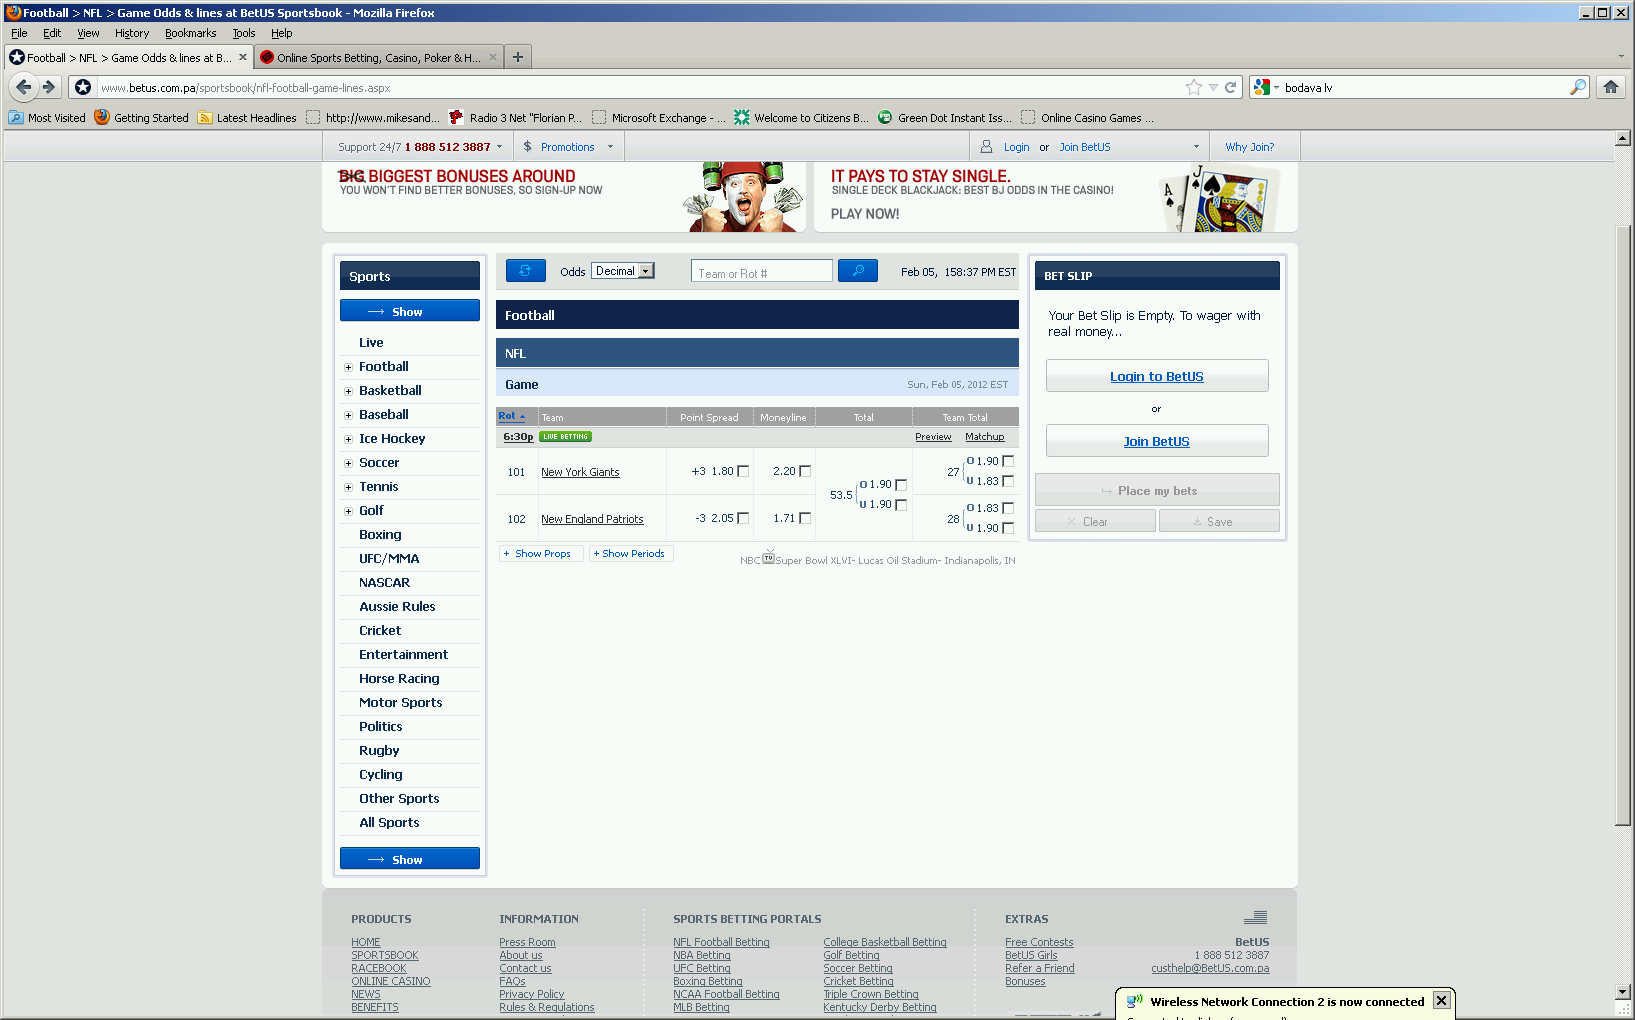 Football > NFL > Game Odds & lines at BetUS Sportsbook - Mozilla Firefox
File Edit View History Bookmarks Tools Help
Football > NFL > Game Odds & lines at B... Online Sports Betting, Casino, Poker & H...
www.betus.com.pa/sportsbook/nfl-football-game-lines.aspx bodava lv
Most Visited Getting Started Latest Headlines http://www.mikesand... Radio 3 Net "Florian P... Microsoft Exchange - ... Welcome to Citizens B... Green Dot Instant Iss... Online Casino Games ...
Support 24/7 1 888 512 3887 $ Promotions Login or Join BetUS Why Join?
BIG BIGGEST BONUSES AROUND
YOU WON'T FIND BETTER BONUSES, SO SIGN-UP NOW
IT PAYS TO STAY SINGLE.
SINGLE DECK BLACKJACK: BEST BJ ODDS IN THE CASINO!
PLAY NOW!
A J
Sports
Show
Live
Football
Basketball
Baseball
Ice Hockey
Soccer
Tennis
Golf
Boxing
UFC/MMA
NASCAR
Aussie Rules
Cricket
Entertainment
Horse Racing
Motor Sports
Politics
Rugby
Cycling
Other Sports
All Sports
Show
Odds Decimal Team or Rot # Feb 05, 158:37 PM EST
Football
NFL
Game Sun, Feb 05, 2012 EST
Rot Team Point Spread Moneyline Total Team Total
6:30p LIVE BETTING Preview Matchup
101 New York Giants +3 1.80 2.20 27 O 1.90 U 1.83
53.5 O 1.90 U 1.90
102 New England Patriots -3 2.05 1.71 28 O 1.83 U 1.90
+ Show Props + Show Periods
NBC TV Super Bowl XLVI- Lucas Oil Stadium- Indianapolis, IN
BET SLIP
Your Bet Slip is Empty. To wager with
real money...
Login to BetUS
or
Join BetUS
Place my bets
Clear Save
PRODUCTS
HOME
SPORTSBOOK
RACEBOOK
ONLINE CASINO
NEWS
BENEFITS
INFORMATION
Press Room
About us
Contact us
FAQs
Privacy Policy
Rules & Regulations
SPORTS BETTING PORTALS
NFL Football Betting
NBA Betting
UFC Betting
Boxing Betting
NCAA Football Betting
MLB Betting
College Basketball Betting
Golf Betting
Soccer Betting
Cricket Betting
Triple Crown Betting
Kentucky Derby Betting
EXTRAS
Free Contests
BetUS Girls
Refer a Friend
Bonuses
BetUS
1 888 512 3887
custhelp@BetUS.com.pa
Wireless Network Connection 2 is now connected